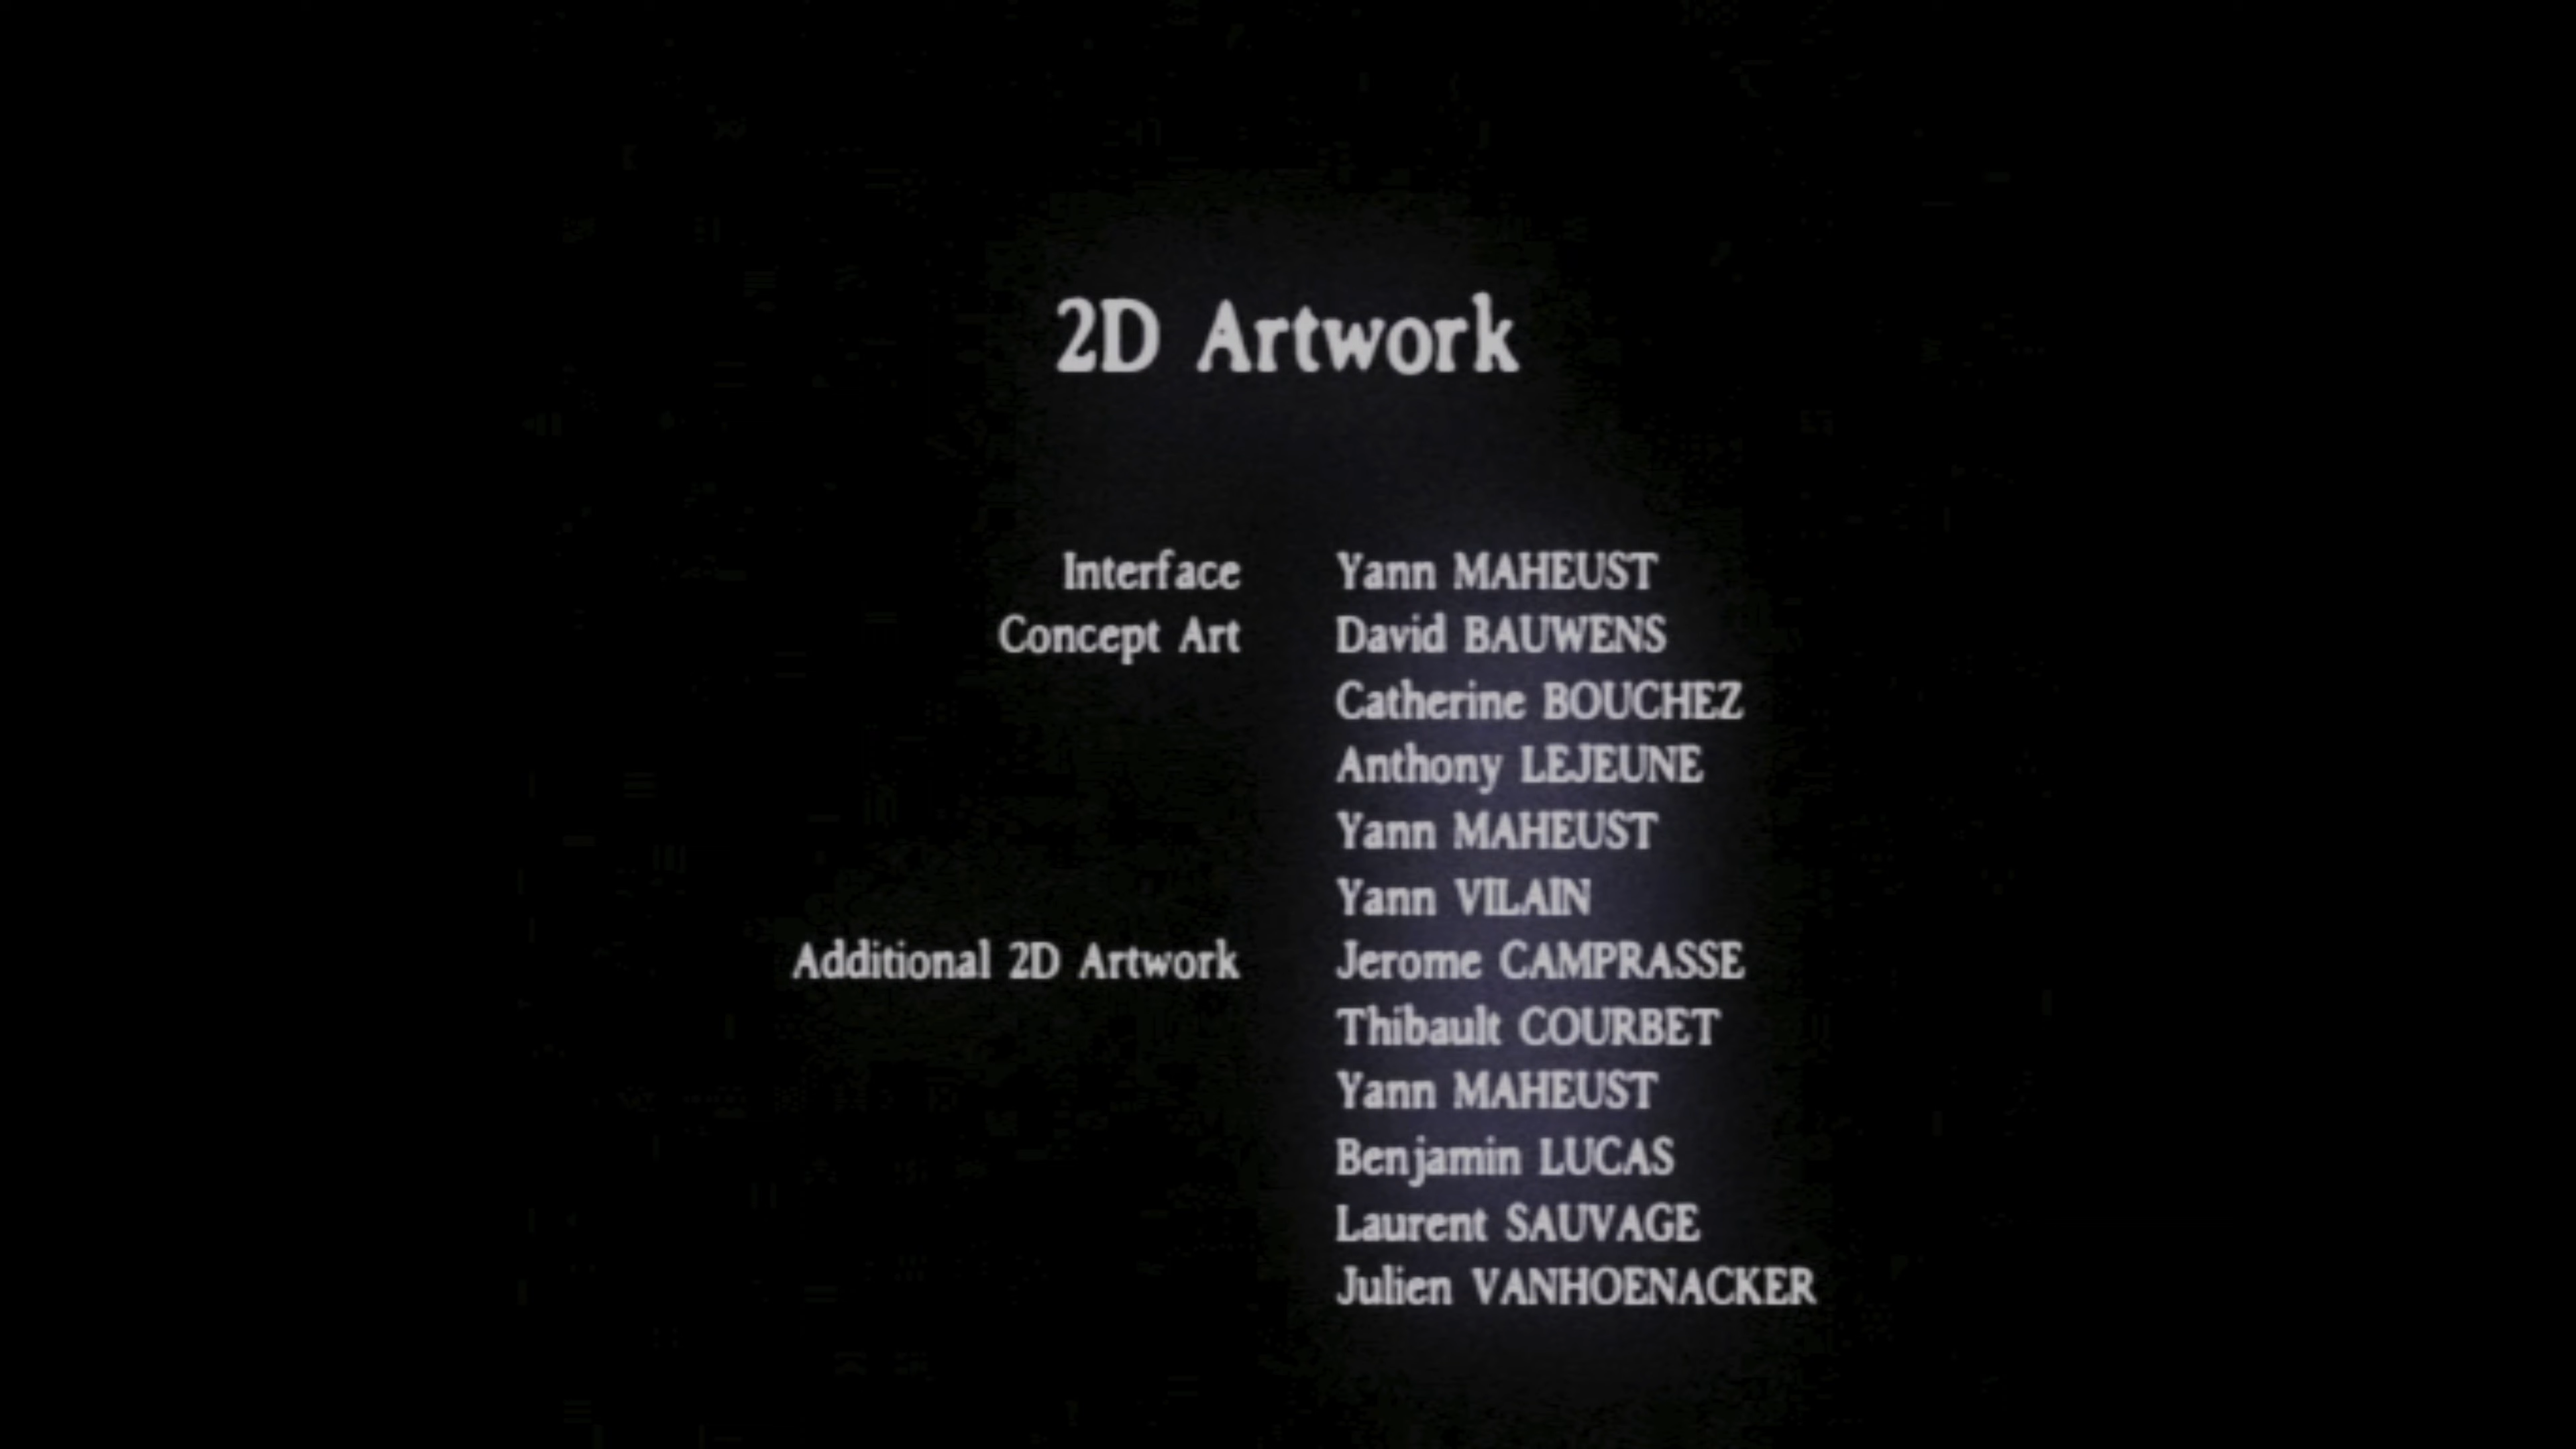 2D Artwork
Interface Yann MAHEUST
Concept Art David BAUWENS
Catherine BOUCHEZ
Anthony LEJEUNE
Yann MAHEUST
Yann VILAIN
Additional 2D Artwork Jerome CAMPRASSE
Thibault COURBET
Yann MAHEUST
Benjamin LUCAS
Laurent SAUVAGE
Julien VANHOENACKER